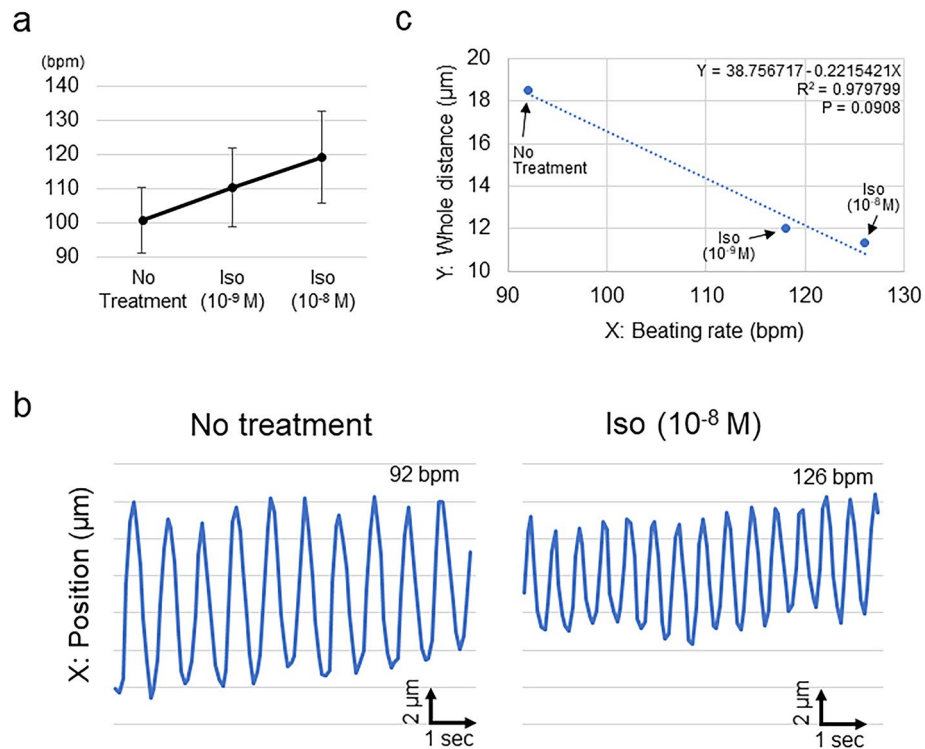 a
(bpm)
140
130
120
110
100
90
No
Treatment
Iso
(10-9 M)
Iso
(10-8 M)
c
Y: Whole distance (μm)
20
18
16
14
12
10
Y = 38.756717 - 0.2215421X
R2 = 0.979799
P = 0.0908
No
Treatment
Iso
(10-9M)
Iso
(10-8M)
90
100
110
120
130
X: Beating rate (bpm)
b
No treatment
Iso (10-8 M)
X: Position (μm)
92 bpm
126 bpm
2 μm
1 sec
2 μm
1 sec